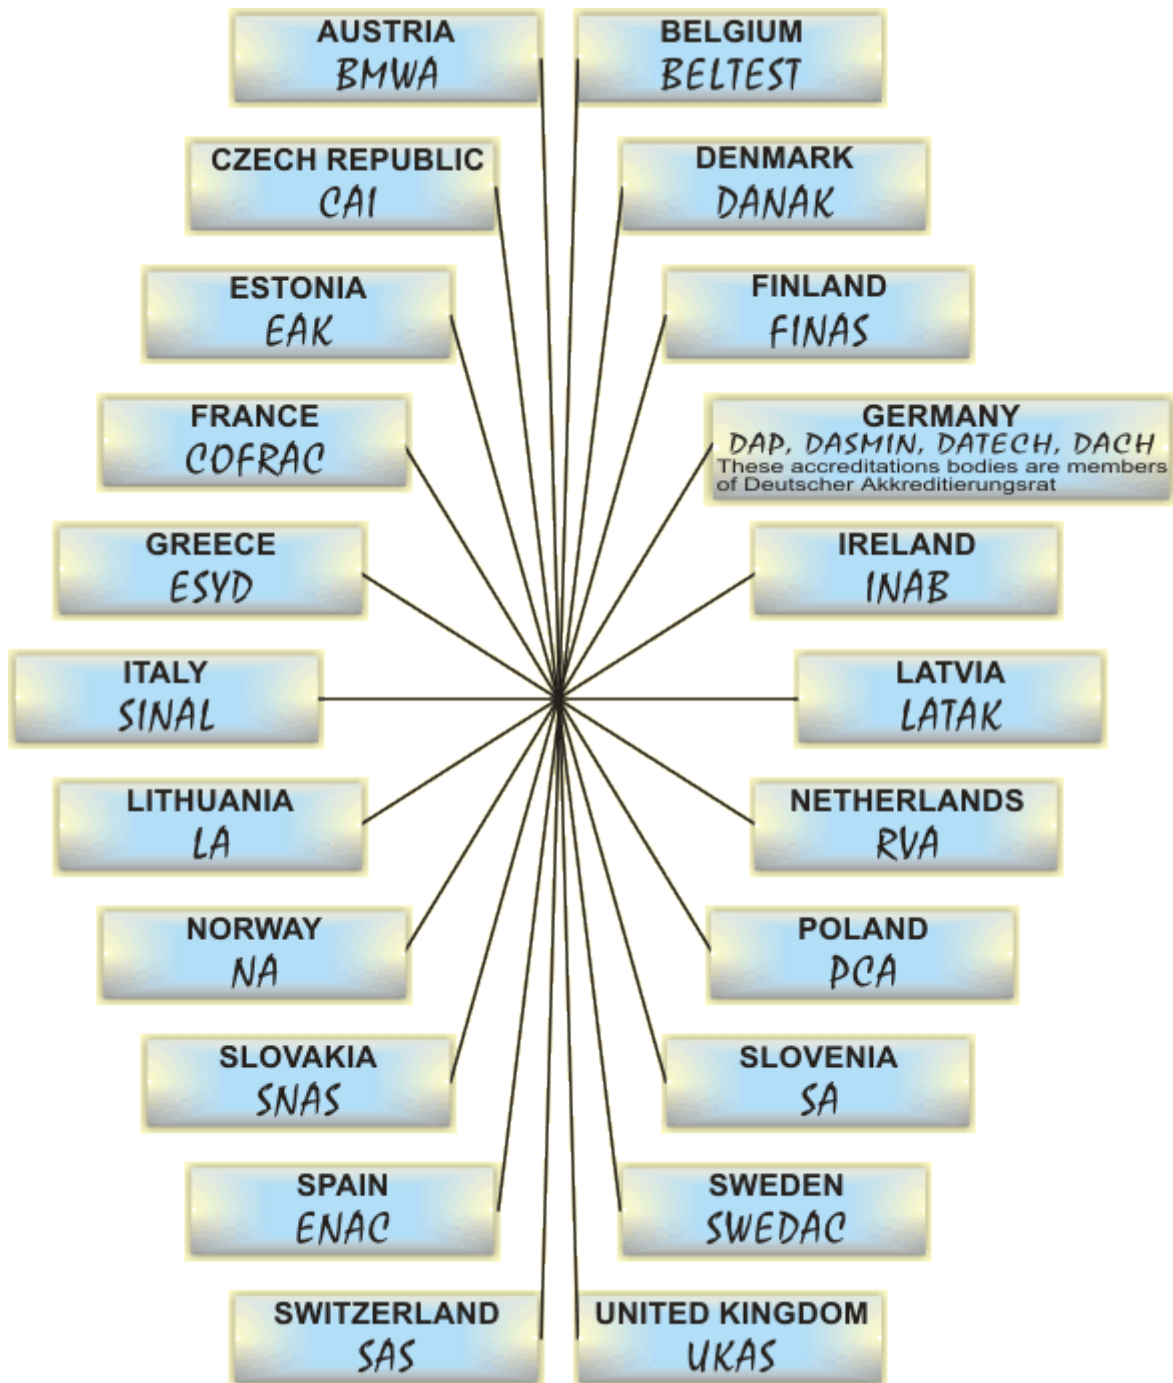 AUSTRIA
BMWA
BELGIUM
BELTEST
CZECH REPUBLIC
CAI
DENMARK
DANAK
ESTONIA
EAK
FINLAND
FINAS
FRANCE
COFRAC
GERMANY
DAP, DASMIN, DATECH, DACH
These accreditations bodies are members
of Deutscher Akkreditierungsrat
GREECE
ESYD
IRELAND
INAB
ITALY
SINAL
LATVIA
LATAK
LITHUANIA
LA
NETHERLANDS
RVA
NORWAY
NA
POLAND
PCA
SLOVAKIA
SNAS
SLOVENIA
SA
SPAIN
ENAC
SWEDEN
SWEDAC
SWITZERLAND
SAS
UNITED KINGDOM
UKAS